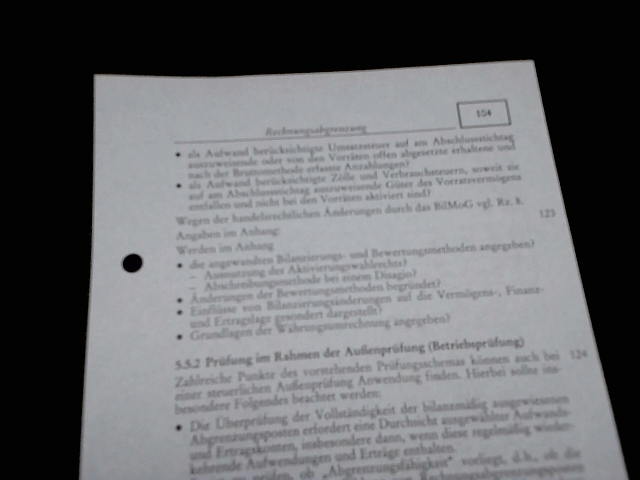 Rechnungsabgrenzung
104
• als Aufwand berücksichtigte Umsatzsteuer auf am Abschlussstichtag
auszuweisende oder von den Vorräten offen abgesetzte erhaltene und
nach der Bruttomethode erfasste Anzahlungen?
• als Aufwand berücksichtigte Zölle und Verbrauchsteuern, soweit sie
auf am Abschlussstichtag auszuweisende Güter des Vorratsvermögens
entfallen und nicht bei den Vorräten aktiviert sind?
Wegen der handelsrechtlichen Änderungen durch das BilMoG vgl. Rz. 8.
Angaben im Anhang: 123
Werden im Anhang
• die angewandten Bilanzierungs- und Bewertungsmethoden angegeben?
– Ausnutzung des Aktivierungswahlrechts?
– Abschreibungsmethode bei einem Disagio?
• Änderungen der Bewertungsmethoden begründet?
• Einflüsse von Bilanzierungsänderungen auf die Vermögens-, Finanz-
und Ertragslage gesondert dargestellt?
• Grundlagen der Währungsumrechnung angegeben?
5.5.2 Prüfung im Rahmen der Außenprüfung (Betriebsprüfung)
Zahlreiche Punkte des vorstehenden Prüfungsschemas können auch bei 124
einer steuerlichen Außenprüfung Anwendung finden. Hierbei sollte ins-
besondere Folgendes beachtet werden:
• Die Überprüfung der Vollständigkeit der bilanzmäßig ausgewiesenen
Abgrenzungsposten erfordert eine Durchsicht ausgewählter Aufwands-
und Ertragskonten, insbesondere dann, wenn diese regelmäßig wieder-
kehrende Aufwendungen und Erträge enthalten.
prüfen, ob „Abgrenzungsfähigkeit" vorliegt, d.h., ob die
Rechnungsabgrenzungsposten